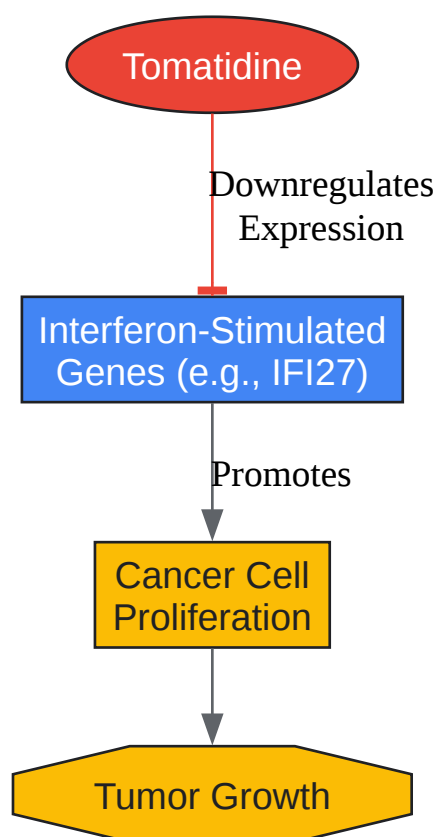 Tomatidine
Downregulates
Expression
Interferon-Stimulated
Genes (e.g., IFI27)
Promotes
Cancer Cell
Proliferation
Tumor Growth